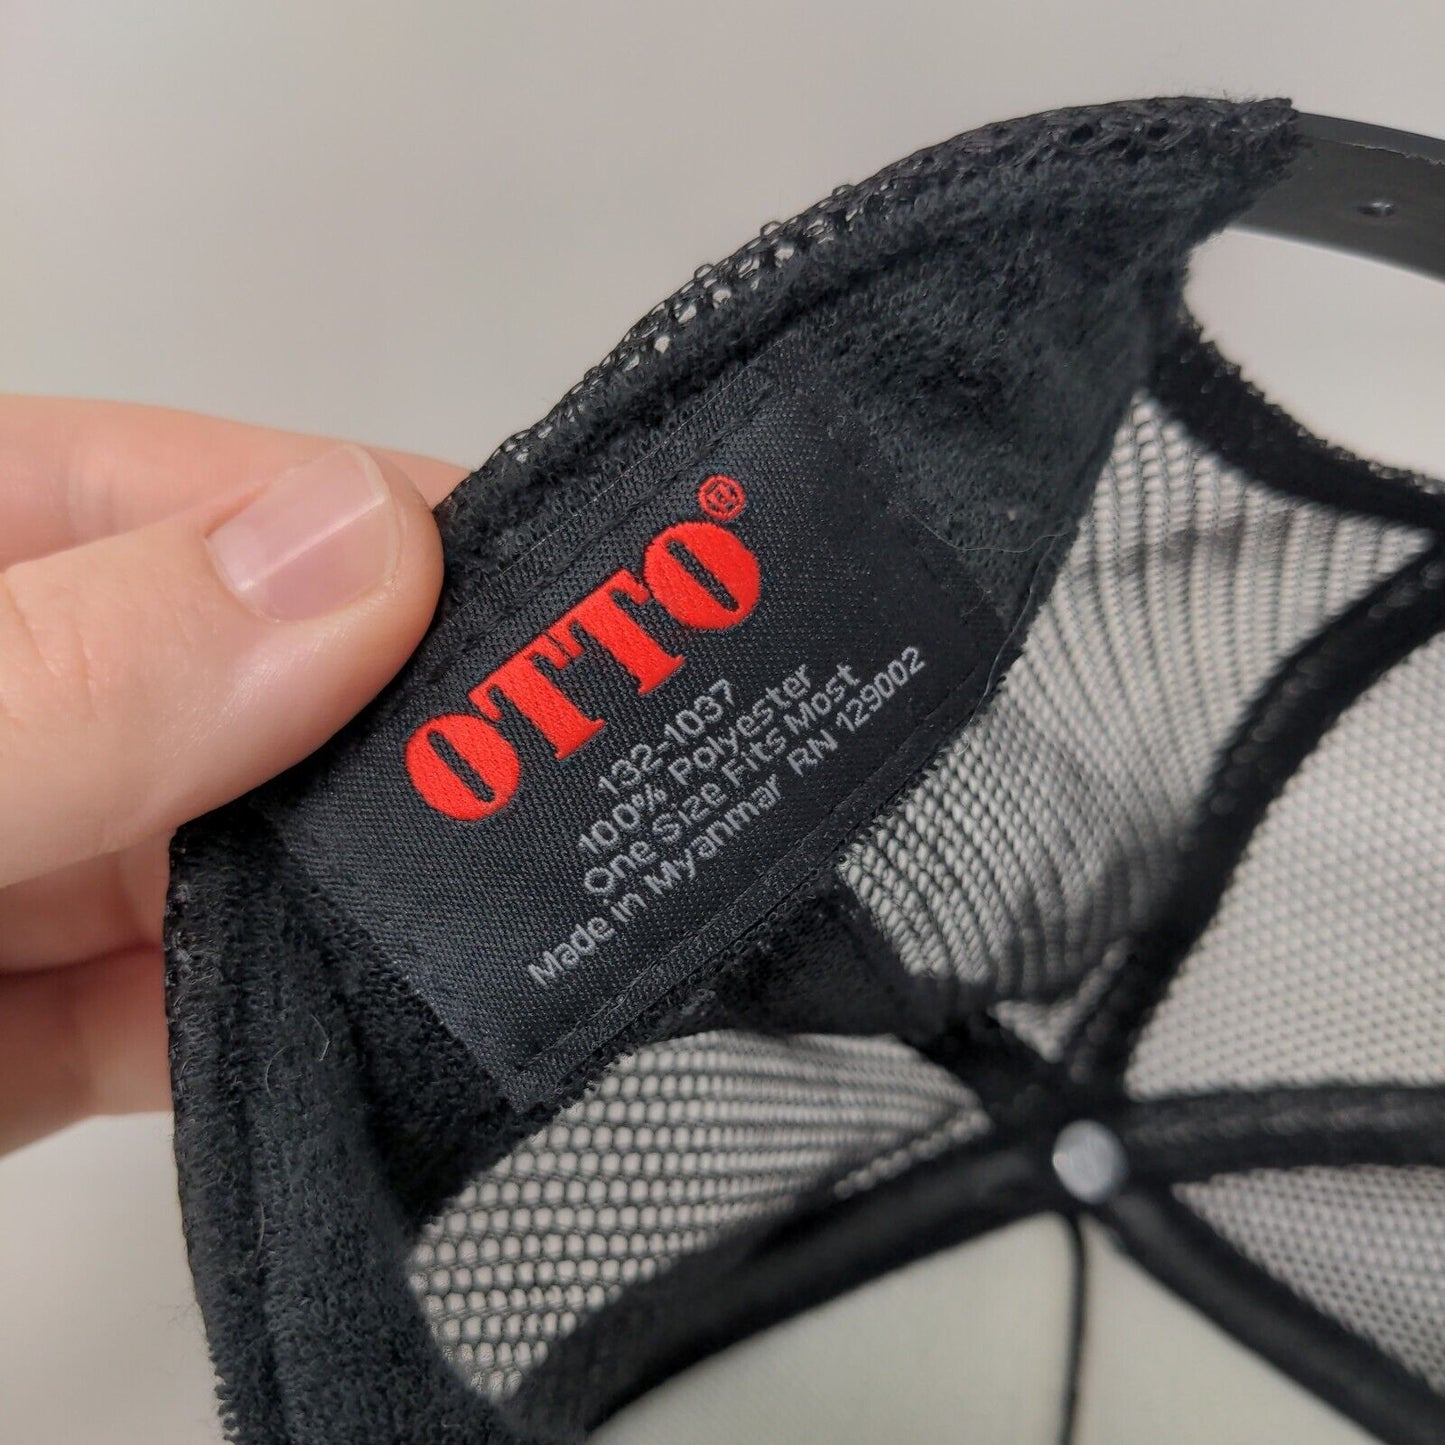 OTTO®
132-1037
100% Polyester
One Size Fits Most
Made in Myanmar RN 129002